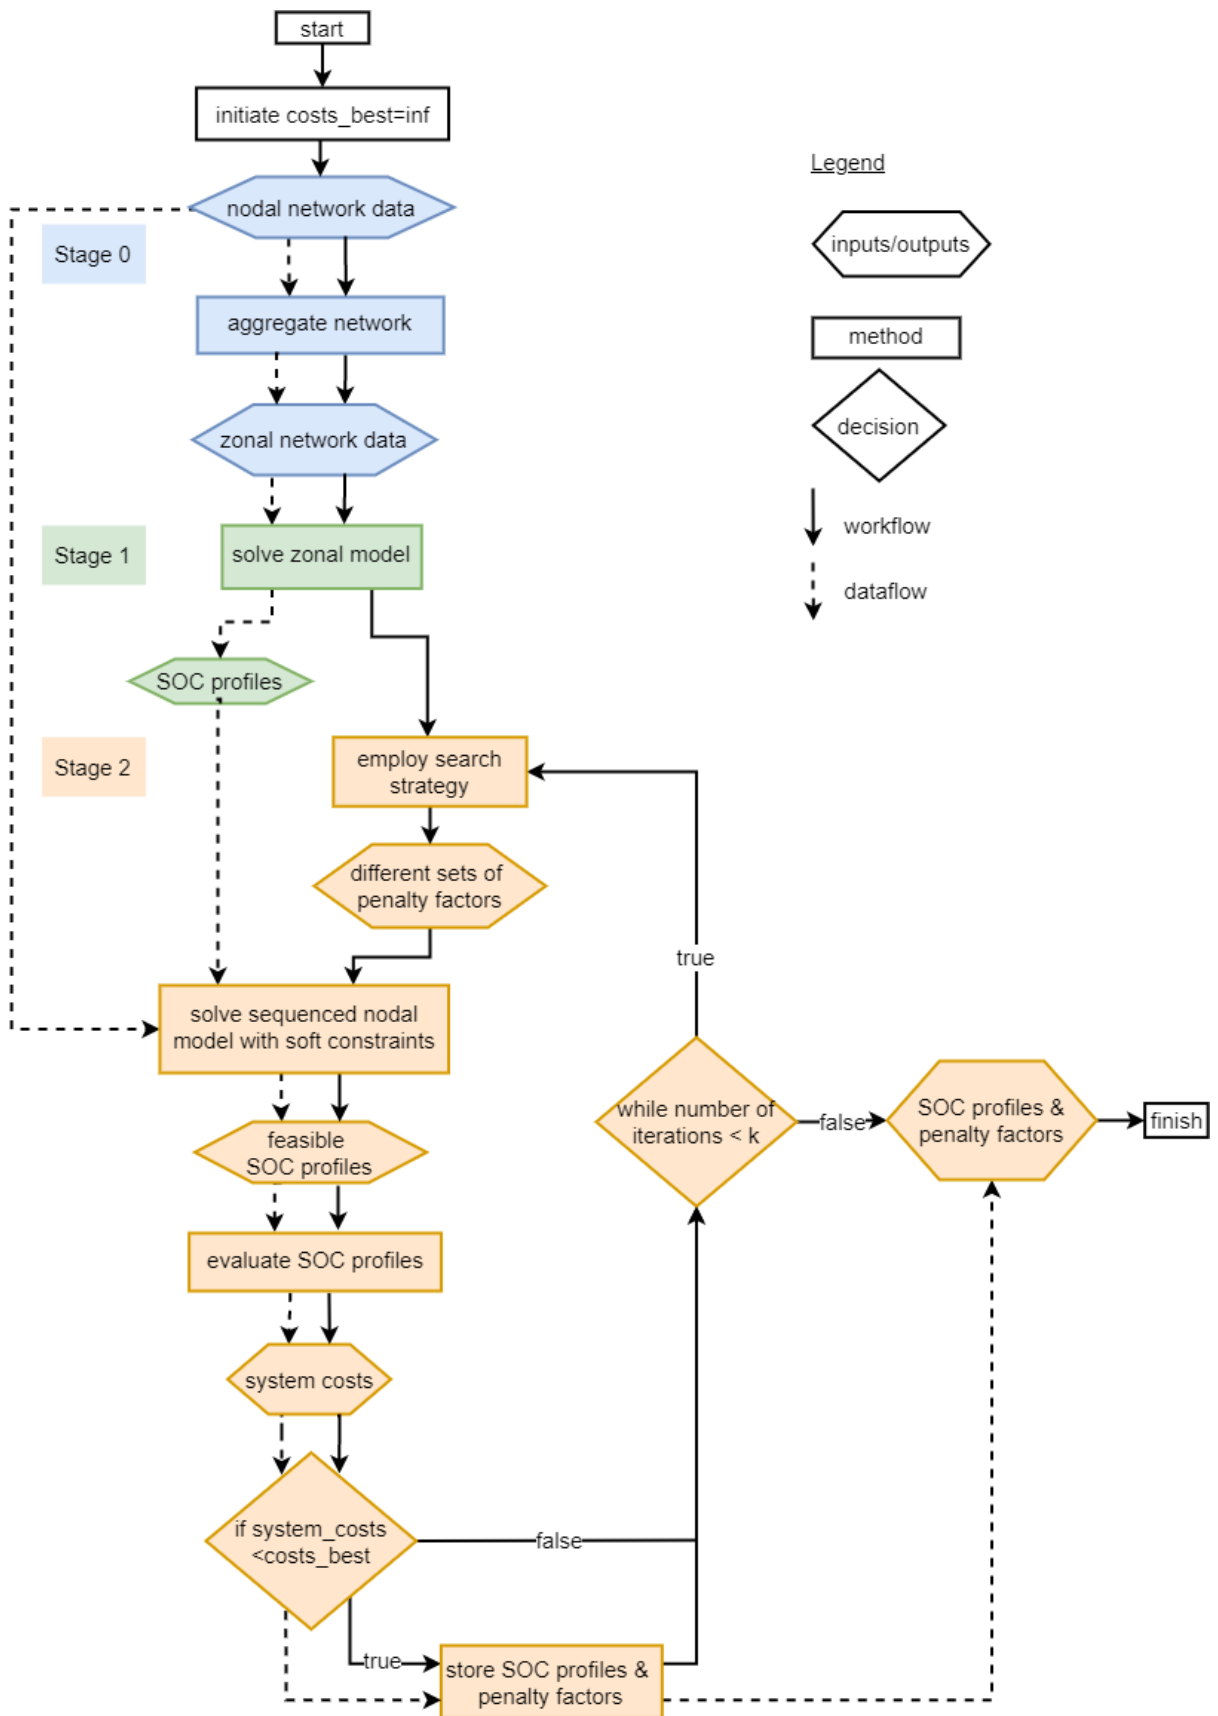 start
initiate costs_best=inf
Legend
nodal network data
inputs/outputs
Stage 0
aggregate network
method
zonal network data
decision
Stage 1
solve zonal model
workflow
dataflow
SOC profiles
Stage 2
employ search
strategy
different sets of
penalty factors
true
solve sequenced nodal
model with soft constraints
while number of
iterations < k
false
SOC profiles &
penalty factors
finish
feasible
SOC profiles
evaluate SOC profiles
system costs
if system_costs
<costs_best
false
true
store SOC profiles &
penalty factors